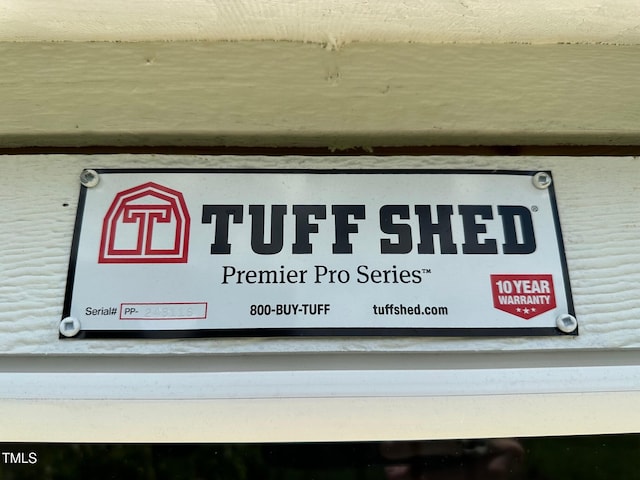 T TUFF SHED®
Premier Pro Series™
10 YEAR
WARRANTY
Serial# PP-
800-BUY-TUFF
tuffshed.com
TMLS